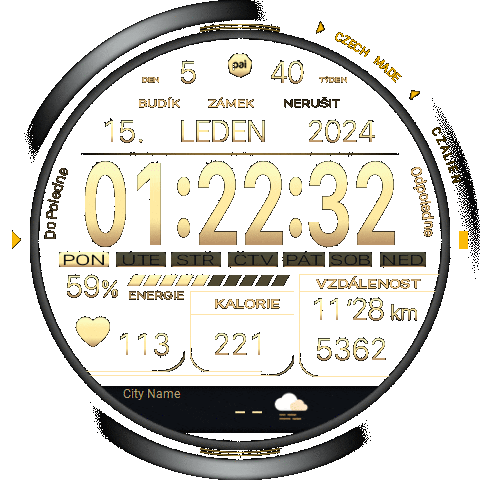 CZECH MADE
DEN 5 pai 40 TÝDEN
BUDÍK ZÁMEK NERUŠIT
15. LEDEN 2024
Do Poledne 01:22:32 Odpoledne
PON ÚTE STŘ ČTV PÁT SOB NED
59% ENERGIE
VZDÁLENOST
KALORIE
11'28 km
113 221 5362
City Name
--